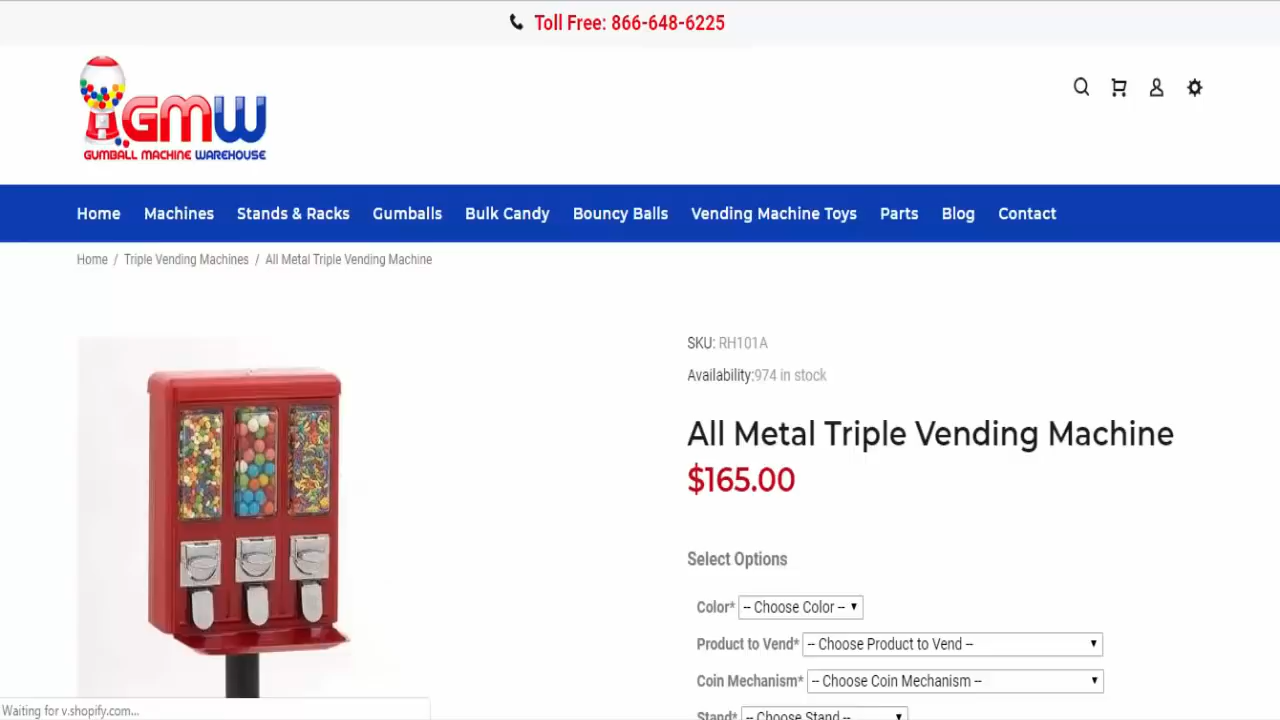 Toll Free: 866-648-6225
GMW
GUMBALL MACHINE WAREHOUSE
Home Machines Stands & Racks Gumballs Bulk Candy Bouncy Balls Vending Machine Toys Parts Blog Contact
Home / Triple Vending Machines / All Metal Triple Vending Machine
SKU: RH101A
Availability:974 in stock
All Metal Triple Vending Machine
$165.00
Select Options
Color* -- Choose Color --
Product to Vend* -- Choose Product to Vend --
Coin Mechanism* -- Choose Coin Mechanism --
Stand* -- Choose Stand --
Waiting for v.shopify.com...